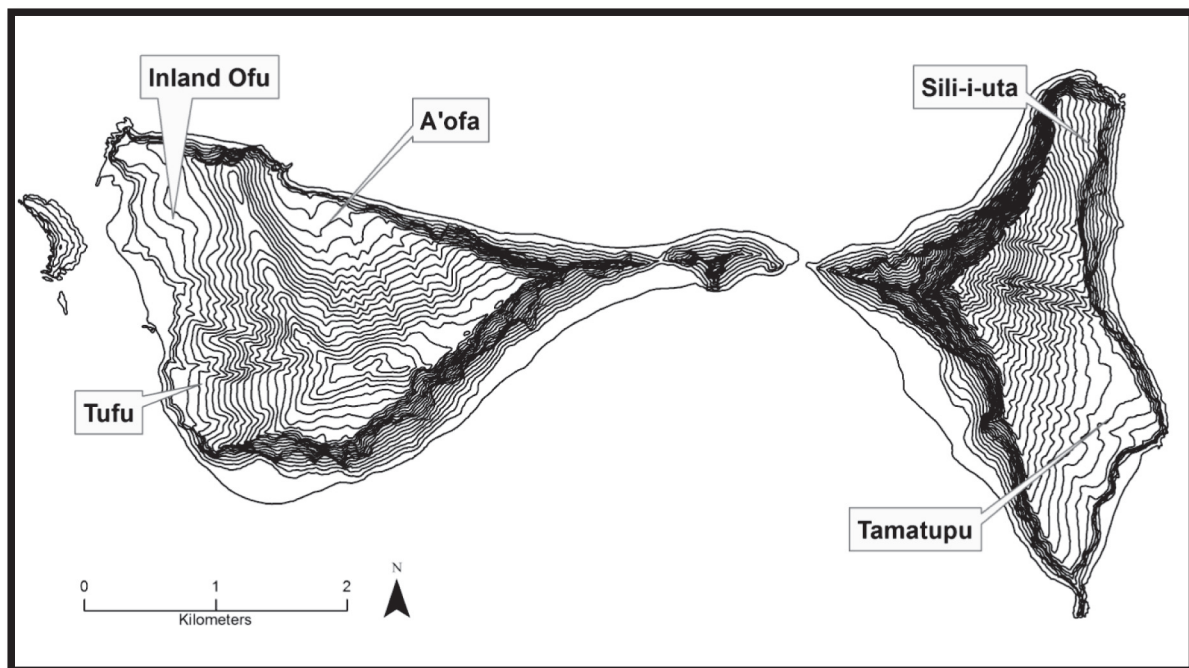 Inland Ofu
A'ofa
Sili-i-uta
Tufu
Tamatupu
0 1 2
Kilometers
N